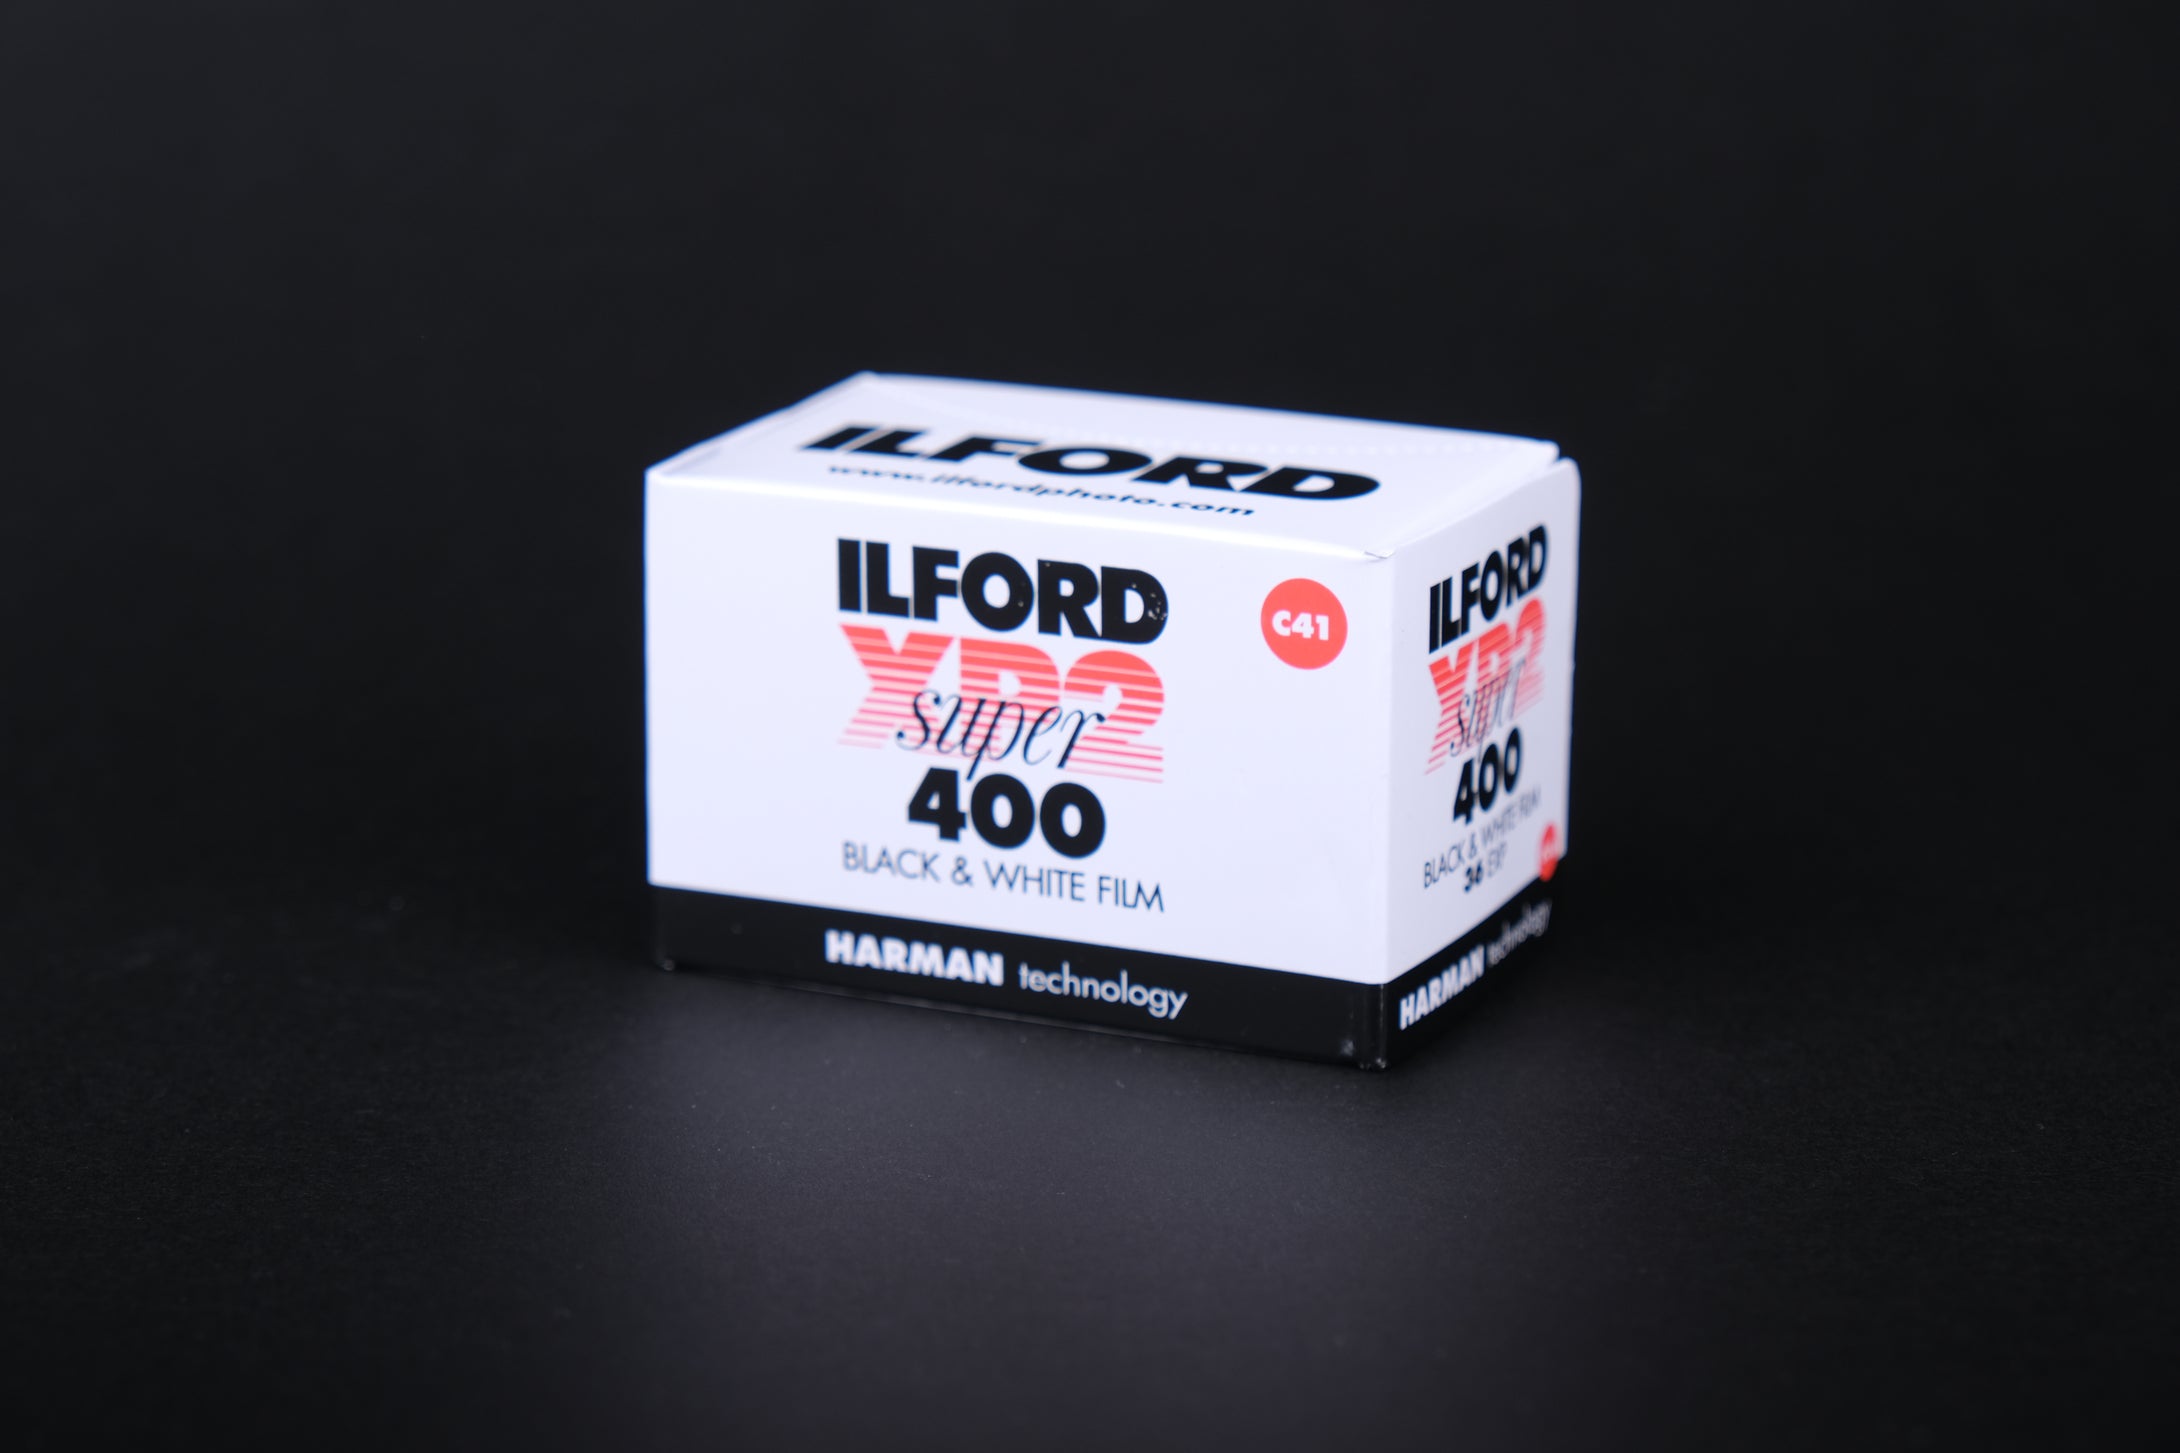 ILFORD
www.ilfordphoto.com
ILFORD
XP2
super
400
BLACK & WHITE FILM
HARMAN technology
C41
ILFORD
XP2
super
400
BLACK & WHITE FILM
36 EXP
HARMAN technology